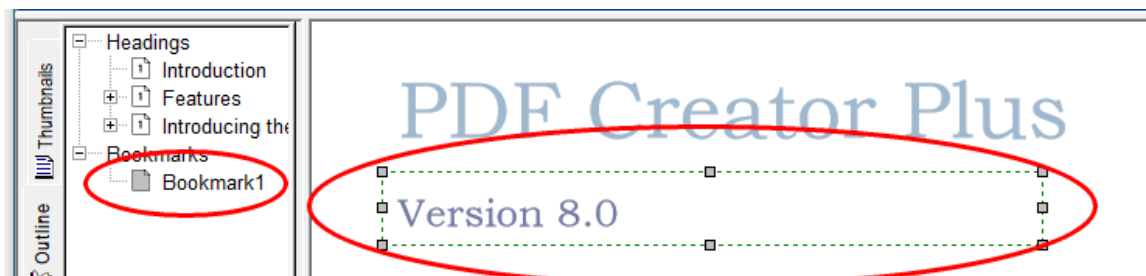 Thumbnails
Outline
Headings
Introduction
Features
Introducing the
Bookmarks
Bookmark1
PDF Creator Plus
Version 8.0